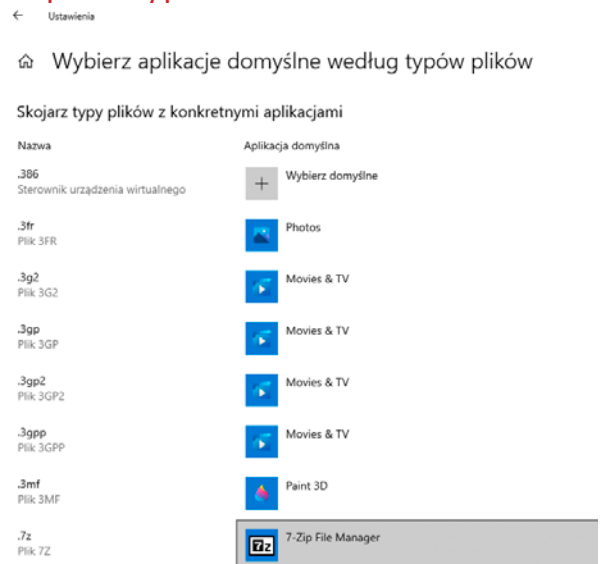 Ustawienia
Wybierz aplikacje domyślne według typów plików
Skojarz typy plików z konkretnymi aplikacjami
Nazwa Aplikacja domyślna
.386 Wybierz domyślne
Sterownik urządzenia wirtualnego
.3fr Photos
Plik 3FR
.3g2 Movies & TV
Plik 3G2
.3gp Movies & TV
Plik 3GP
.3gp2 Movies & TV
Plik 3GP2
.3gpp Movies & TV
Plik 3GPP
.3mf Paint 3D
Plik 3MF
.7z 7-Zip File Manager
Plik 7Z